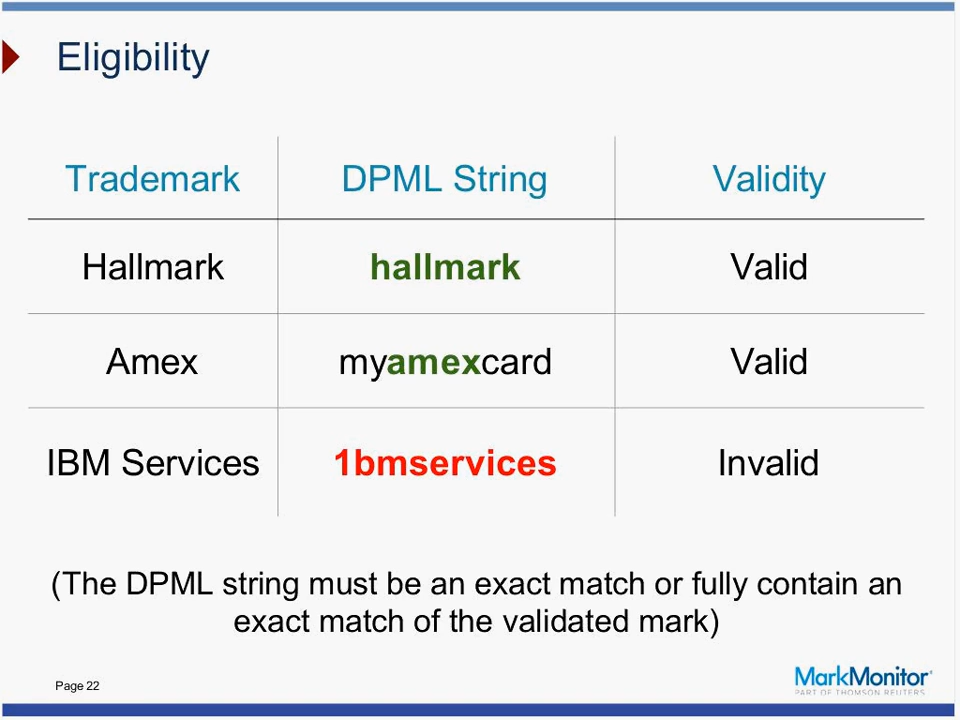 Eligibility
Trademark DPML String Validity
Hallmark hallmark Valid
Amex myamexcard Valid
IBM Services 1bmservices Invalid
(The DPML string must be an exact match or fully contain an
exact match of the validated mark)
Page 22
MarkMonitor
PART OF THOMSON REUTERS